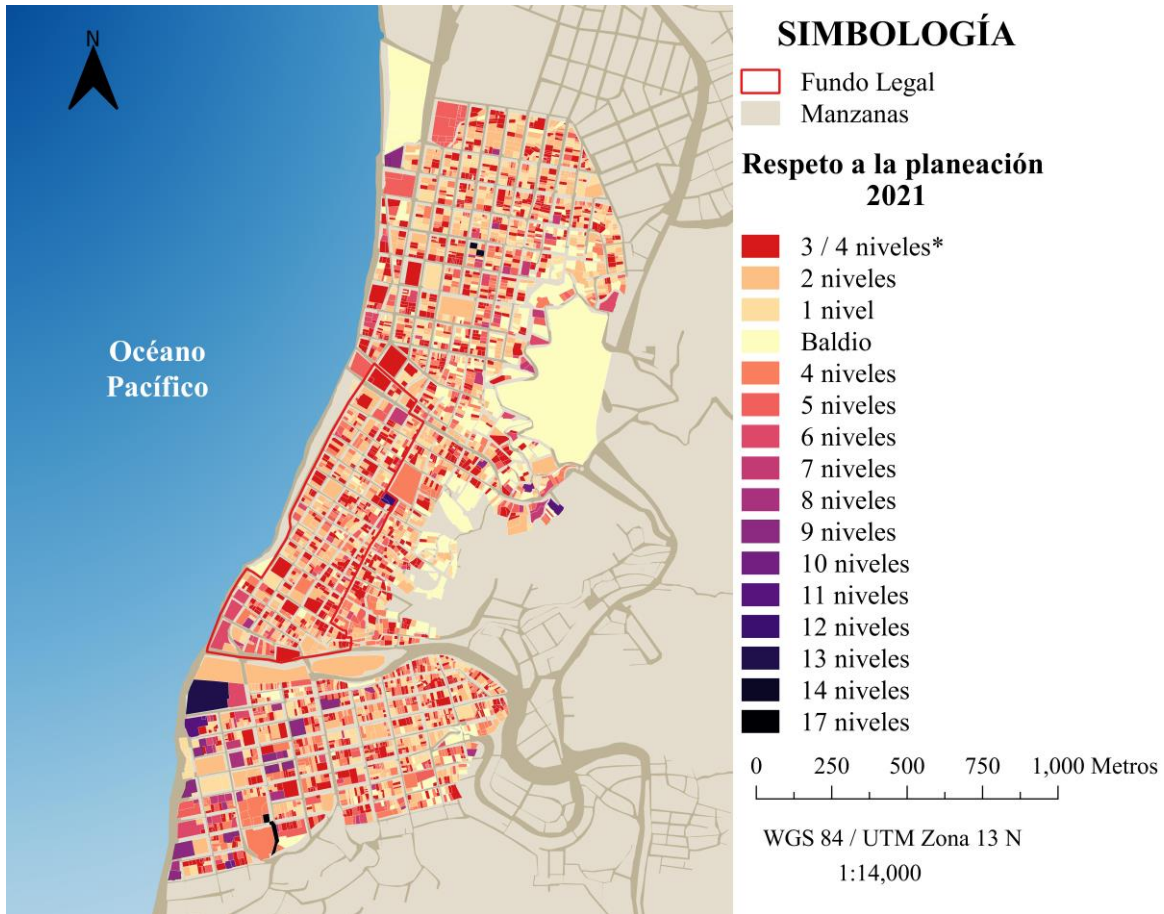 N
Océano
Pacífico
SIMBOLOGÍA
Fundo Legal
Manzanas
Respeto a la planeación
2021
3 / 4 niveles*
2 niveles
1 nivel
Baldio
4 niveles
5 niveles
6 niveles
7 niveles
8 niveles
9 niveles
10 niveles
11 niveles
12 niveles
13 niveles
14 niveles
17 niveles
0 250 500 750 1,000 Metros
WGS 84 / UTM Zona 13 N
1:14,000